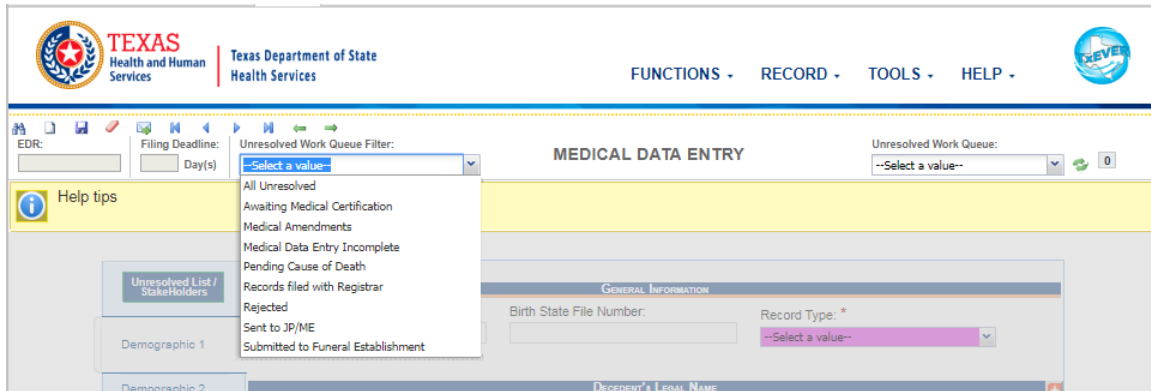 TEXAS
Health and Human
Services
Texas Department of State
Health Services
FUNCTIONS
RECORD
TOOLS
HELP
TxEVER
EDR:
Filing Deadline:
Day(s)
Unresolved Work Queue Filter:
--Select a value--
MEDICAL DATA ENTRY
Unresolved Work Queue:
--Select a value--
0
Help tips
All Unresolved
Awaiting Medical Certification
Medical Amendments
Medical Data Entry Incomplete
Pending Cause of Death
Records filed with Registrar
Rejected
Sent to JP/ME
Submitted to Funeral Establishment
Unresolved List /
StakeHolders
Demographic 1
Demographic 2
General Information
Birth State File Number:
Record Type: *
--Select a value--
Decedent's Legal Name